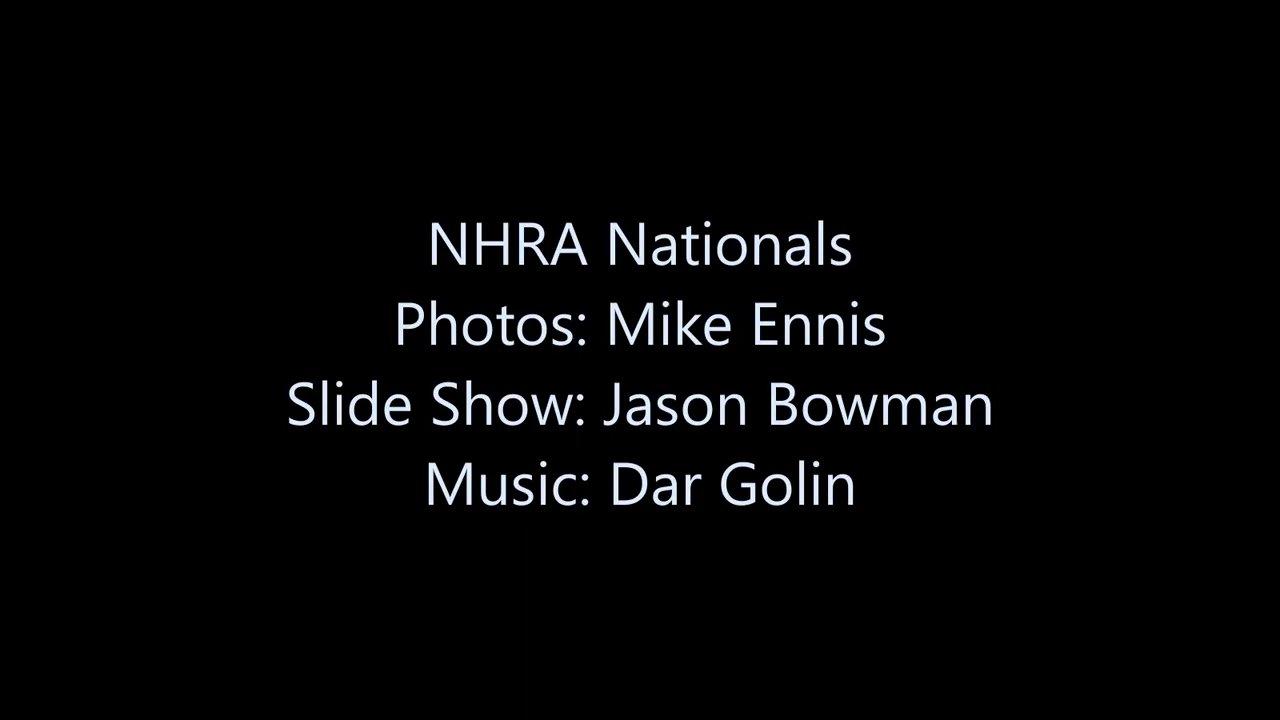 NHRA Nationals
Photos: Mike Ennis
Slide Show: Jason Bowman
Music: Dar Golin